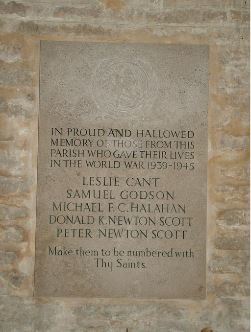 IN PROUD AND HALLOWED
MEMORY OF THOSE FROM THIS
PARISH WHO GAVE THEIR LIVES
IN THE WORLD WAR 1939-1945
LESLIE CANT
SAMUEL GODSON
MICHAEL F. C. HALAHAN
DONALD K. NEWTON SCOTT
PETER NEWTON SCOTT
Make them to be numbered with
Thy Saints